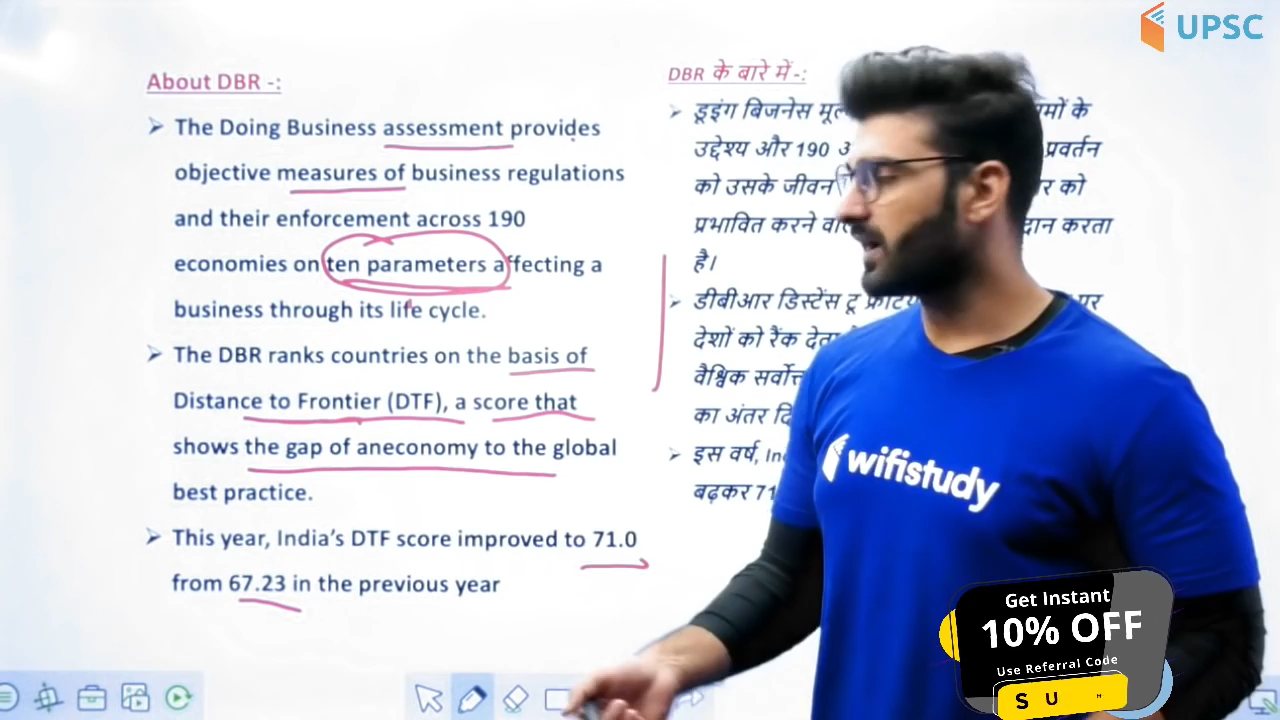 UPSC
About DBR -:
➢ The Doing Business assessment provides
objective measures of business regulations
and their enforcement across 190
economies on ten parameters affecting a
business through its life cycle.
➢ The DBR ranks countries on the basis of
Distance to Frontier (DTF), a score that
shows the gap of aneconomy to the global
best practice.
➢ This year, India’s DTF score improved to 71.0
from 67.23 in the previous year
DBR के बारे में-:
➢ डूइंग बिजनेस
उद्देश्य और 190 प्रवर्तन
को उसके जीवन को
प्रभावित करने करता
है।
➢ डीबीआर डिस्टेंस टू पर
देशों को रैंक
वैश्विक
का अंतर
➢ इस वर्ष,
बढ़कर 71
wifistudy
Get Instant
10% OFF
Use Referral Code
S U H